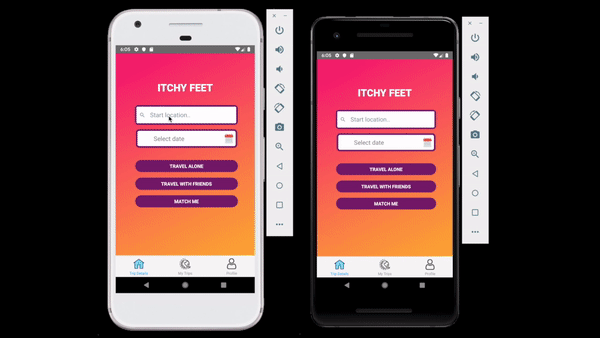 6:05
ITCHY FEET
Start location...
Select date
TRAVEL ALONE
TRAVEL WITH FRIENDS
MATCH ME
Trip Details
My Trips
Profile
6:05
ITCHY FEET
Start location...
Select date
TRAVEL ALONE
TRAVEL WITH FRIENDS
MATCH ME
Trip Details
My Trips
Profile